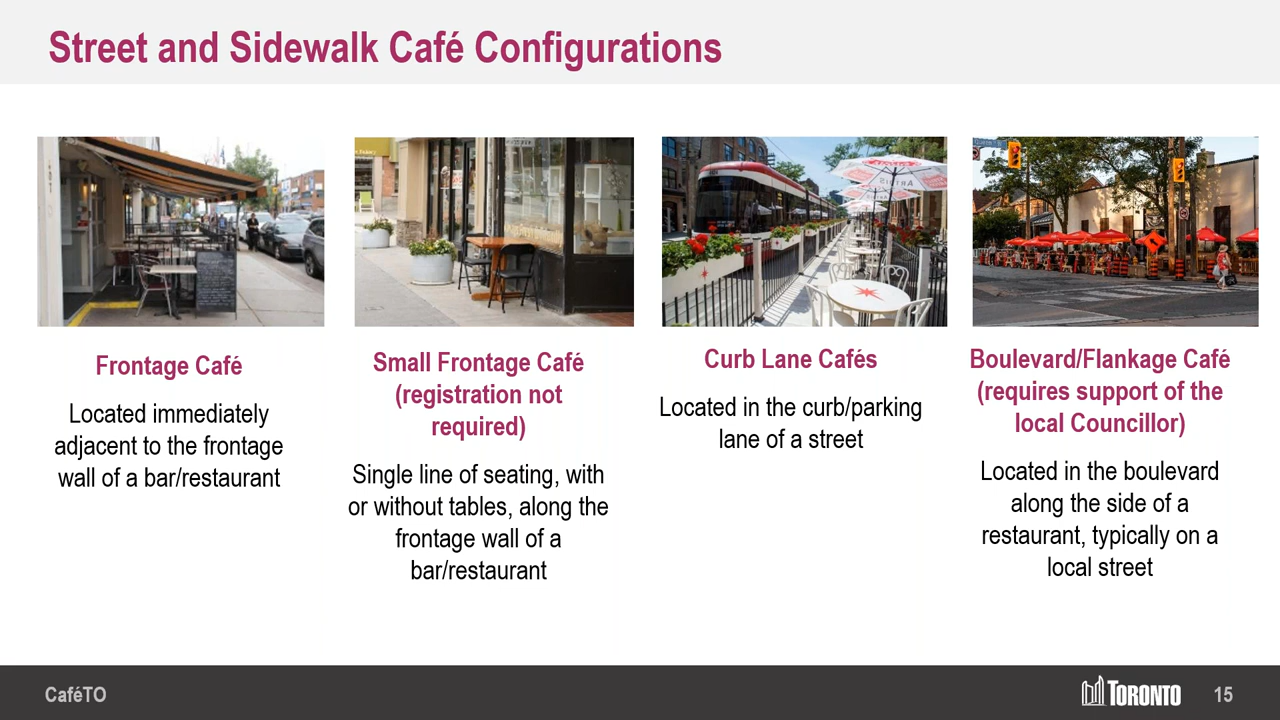 Street and Sidewalk Café Configurations
Frontage Café
Located immediately
adjacent to the frontage
wall of a bar/restaurant
Small Frontage Café
(registration not
required)
Single line of seating, with
or without tables, along the
frontage wall of a
bar/restaurant
Curb Lane Cafés
Located in the curb/parking
lane of a street
Boulevard/Flankage Café
(requires support of the
local Councillor)
Located in the boulevard
along the side of a
restaurant, typically on a
local street
CaféTO
TORONTO
15